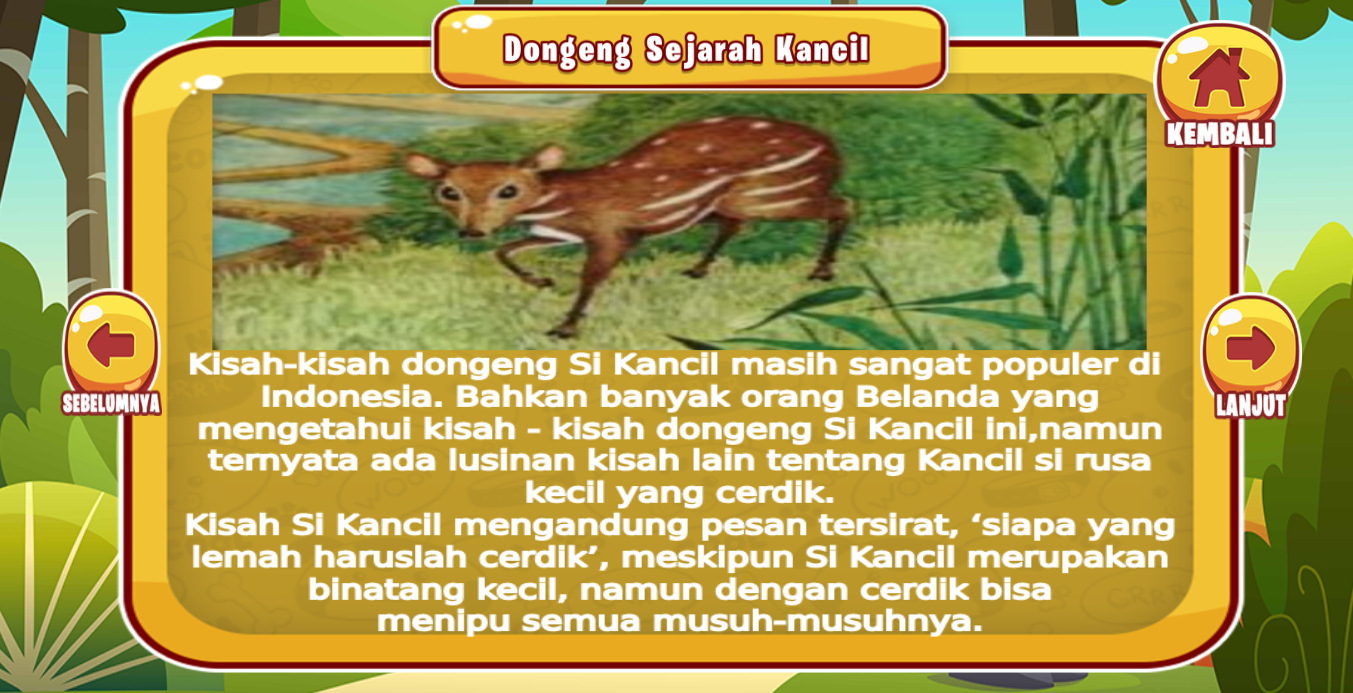 Dongeng Sejarah Kancil
KEMBALI
Kisah-kisah dongeng Si Kancil masih sangat populer di
Indonesia. Bahkan banyak orang Belanda yang
mengetahui kisah - kisah dongeng Si Kancil ini,namun
ternyata ada lusinan kisah lain tentang Kancil si rusa
kecil yang cerdik.
Kisah Si Kancil mengandung pesan tersirat, ‘siapa yang
lemah haruslah cerdik’, meskipun Si Kancil merupakan
binatang kecil, namun dengan cerdik bisa
menipu semua musuh-musuhnya.
SEBELUMNYA
LANJUT